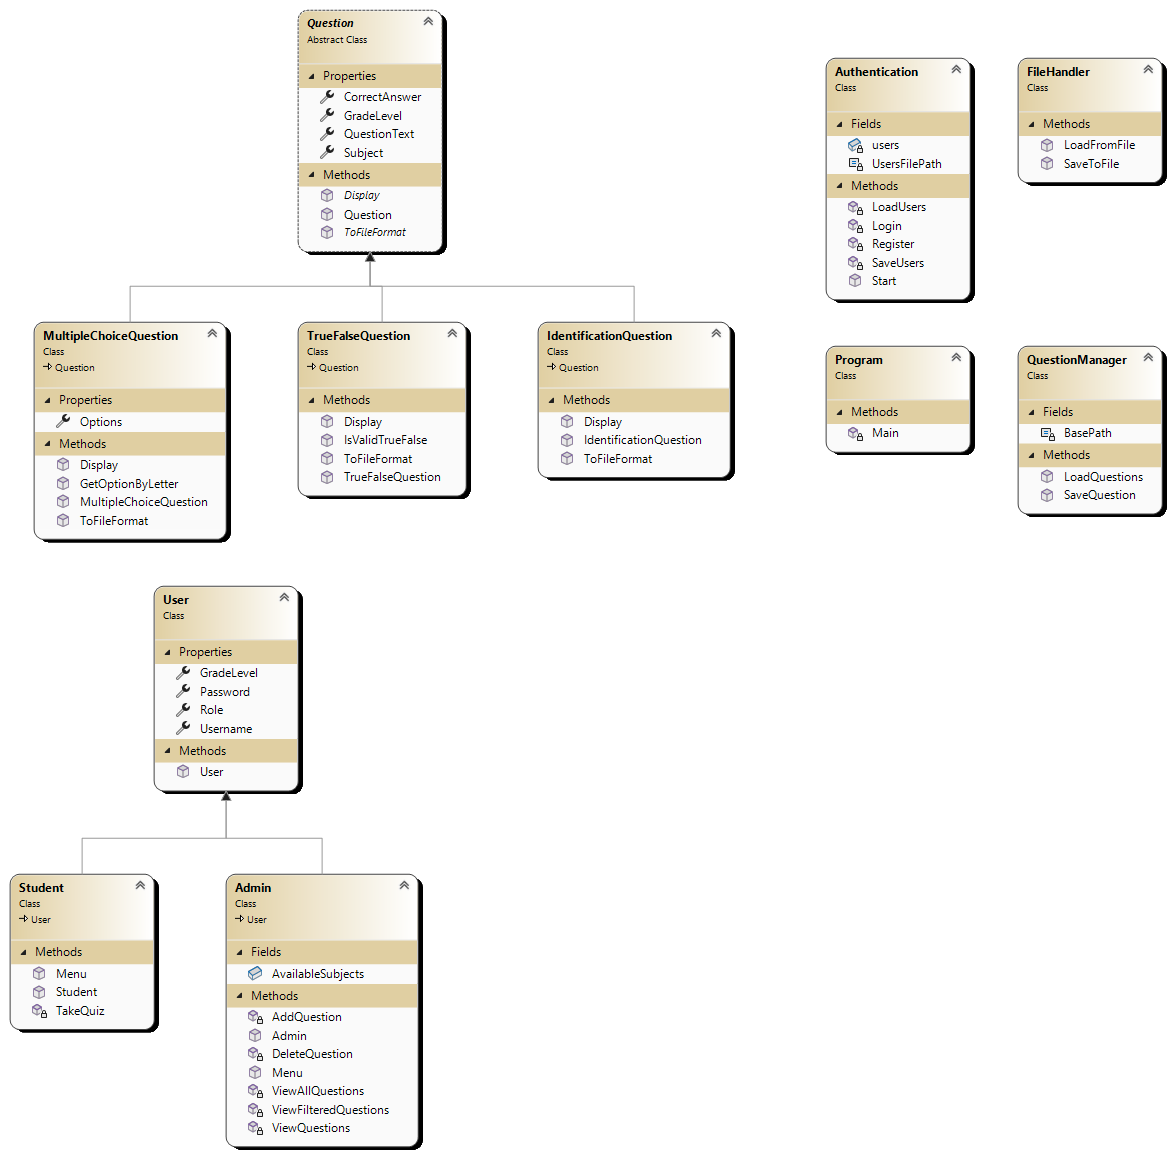 Question
Abstract Class
Properties
CorrectAnswer
GradeLevel
QuestionText
Subject
Methods
Display
Question
ToFileFormat
Authentication
Class
Fields
users
UsersFilePath
Methods
LoadUsers
Login
Register
SaveUsers
Start
FileHandler
Class
Methods
LoadFromFile
SaveToFile
MultipleChoiceQuestion
Class
Question
Properties
Options
Methods
Display
GetOptionByLetter
MultipleChoiceQuestion
ToFileFormat
TrueFalseQuestion
Class
Question
Methods
Display
IsValidTrueFalse
ToFileFormat
TrueFalseQuestion
IdentificationQuestion
Class
Question
Methods
Display
IdentificationQuestion
ToFileFormat
Program
Class
Methods
Main
QuestionManager
Class
Fields
BasePath
Methods
LoadQuestions
SaveQuestion
User
Class
Properties
GradeLevel
Password
Role
Username
Methods
User
Student
Class
User
Methods
Menu
Student
TakeQuiz
Admin
Class
User
Fields
AvailableSubjects
Methods
AddQuestion
Admin
DeleteQuestion
Menu
ViewAllQuestions
ViewFilteredQuestions
ViewQuestions